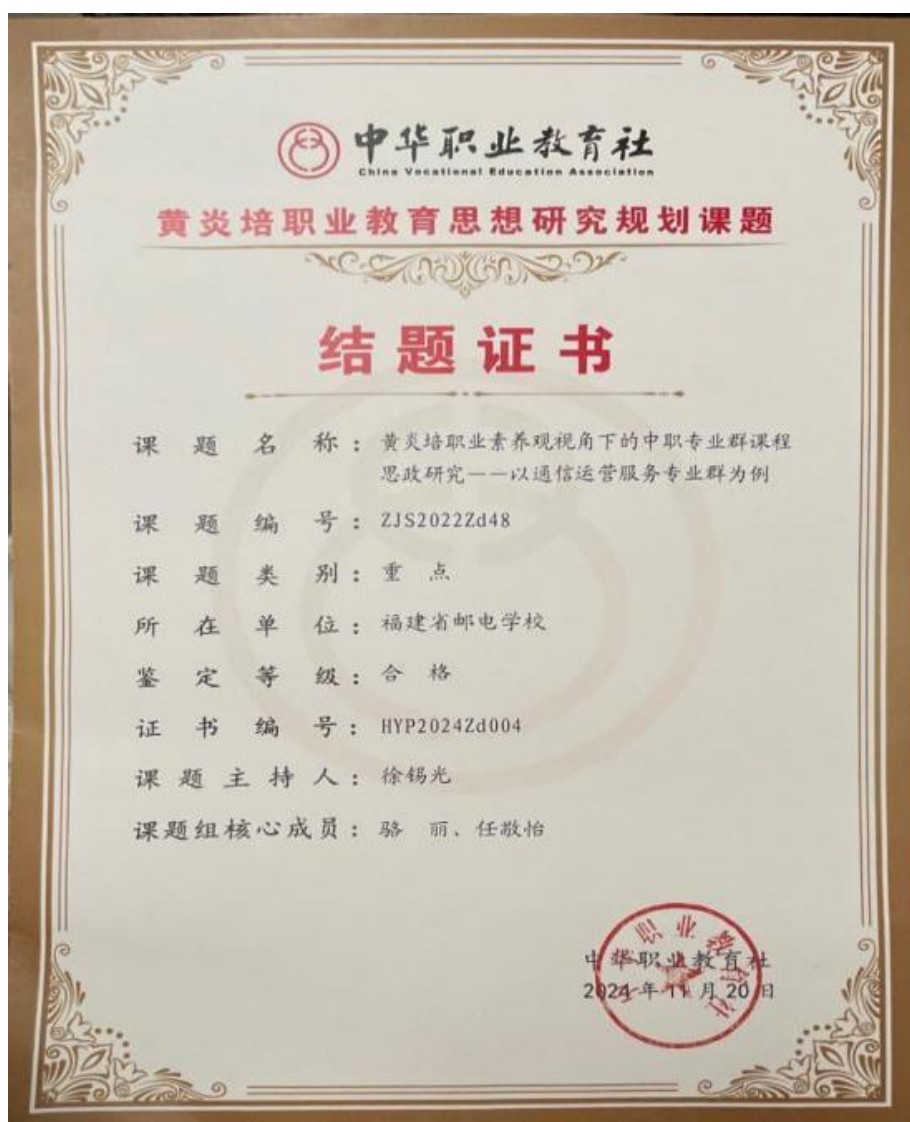 中华职业教育社
China Vocational Education Association
黄炎培职业教育思想研究规划课题
结题证书
课题名称：黄炎培职业素养观视角下的中职专业群课程
思政研究——以通信运营服务专业群为例
课题编号：ZJS2022Zd48
课题类别：重 点
所在单位：福建省邮电学校
鉴定等级：合 格
证书编号：HYP2024Zd004
课题主持人：徐锡光
课题组核心成员：骆 丽、任敬怡
中华职业教育社
2024年11月20日